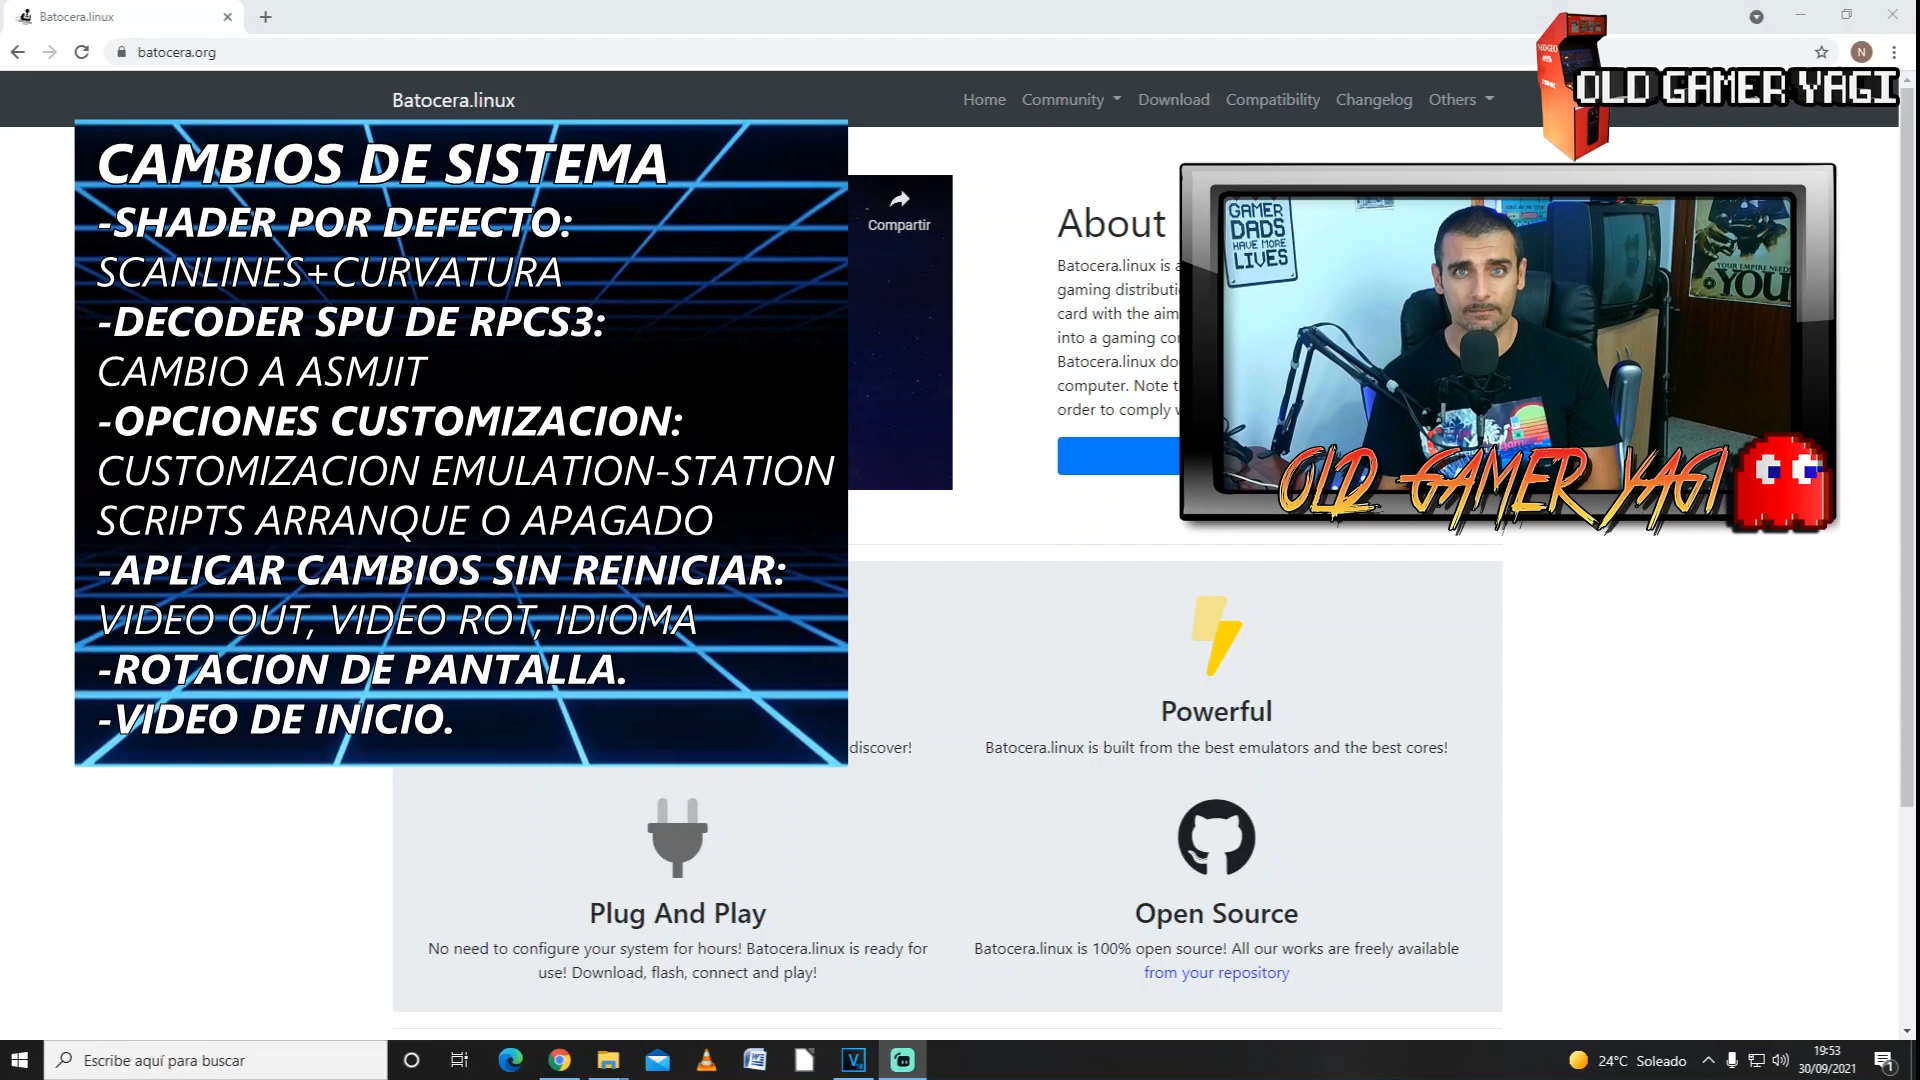 Batocera.linux
batocera.org
N
Batocera.linux
Home
Community
Download
Compatibility
Changelog
Others
OLD GAMER YAGI
CAMBIOS DE SISTEMA
-SHADER POR DEFECTO:
SCANLINES+CURVATURA
-DECODER SPU DE RPCS3:
CAMBIO A ASMJIT
-OPCIONES CUSTOMIZACION:
CUSTOMIZACION EMULATION-STATION
SCRIPTS ARRANQUE O APAGADO
-APLICAR CAMBIOS SIN REINICIAR:
VIDEO OUT, VIDEO ROT, IDIOMA
-ROTACION DE PANTALLA.
-VIDEO DE INICIO.
Compartir
About
Batocera.linux is a
gaming distributi
card with the aim
into a gaming co
Batocera.linux do
computer. Note t
order to comply
GAMER
DADS
HAVE MORE
LIVES
YOUR EMPIRE NEEDS
YOU
OLD GAMER YAGI
discover!
Powerful
Batocera.linux is built from the best emulators and the best cores!
Plug And Play
No need to configure your system for hours! Batocera.linux is ready for
use! Download, flash, connect and play!
Open Source
Batocera.linux is 100% open source! All our works are freely available
from your repository
Escribe aquí para buscar
24°C Soleado
19:53
30/09/2021
1